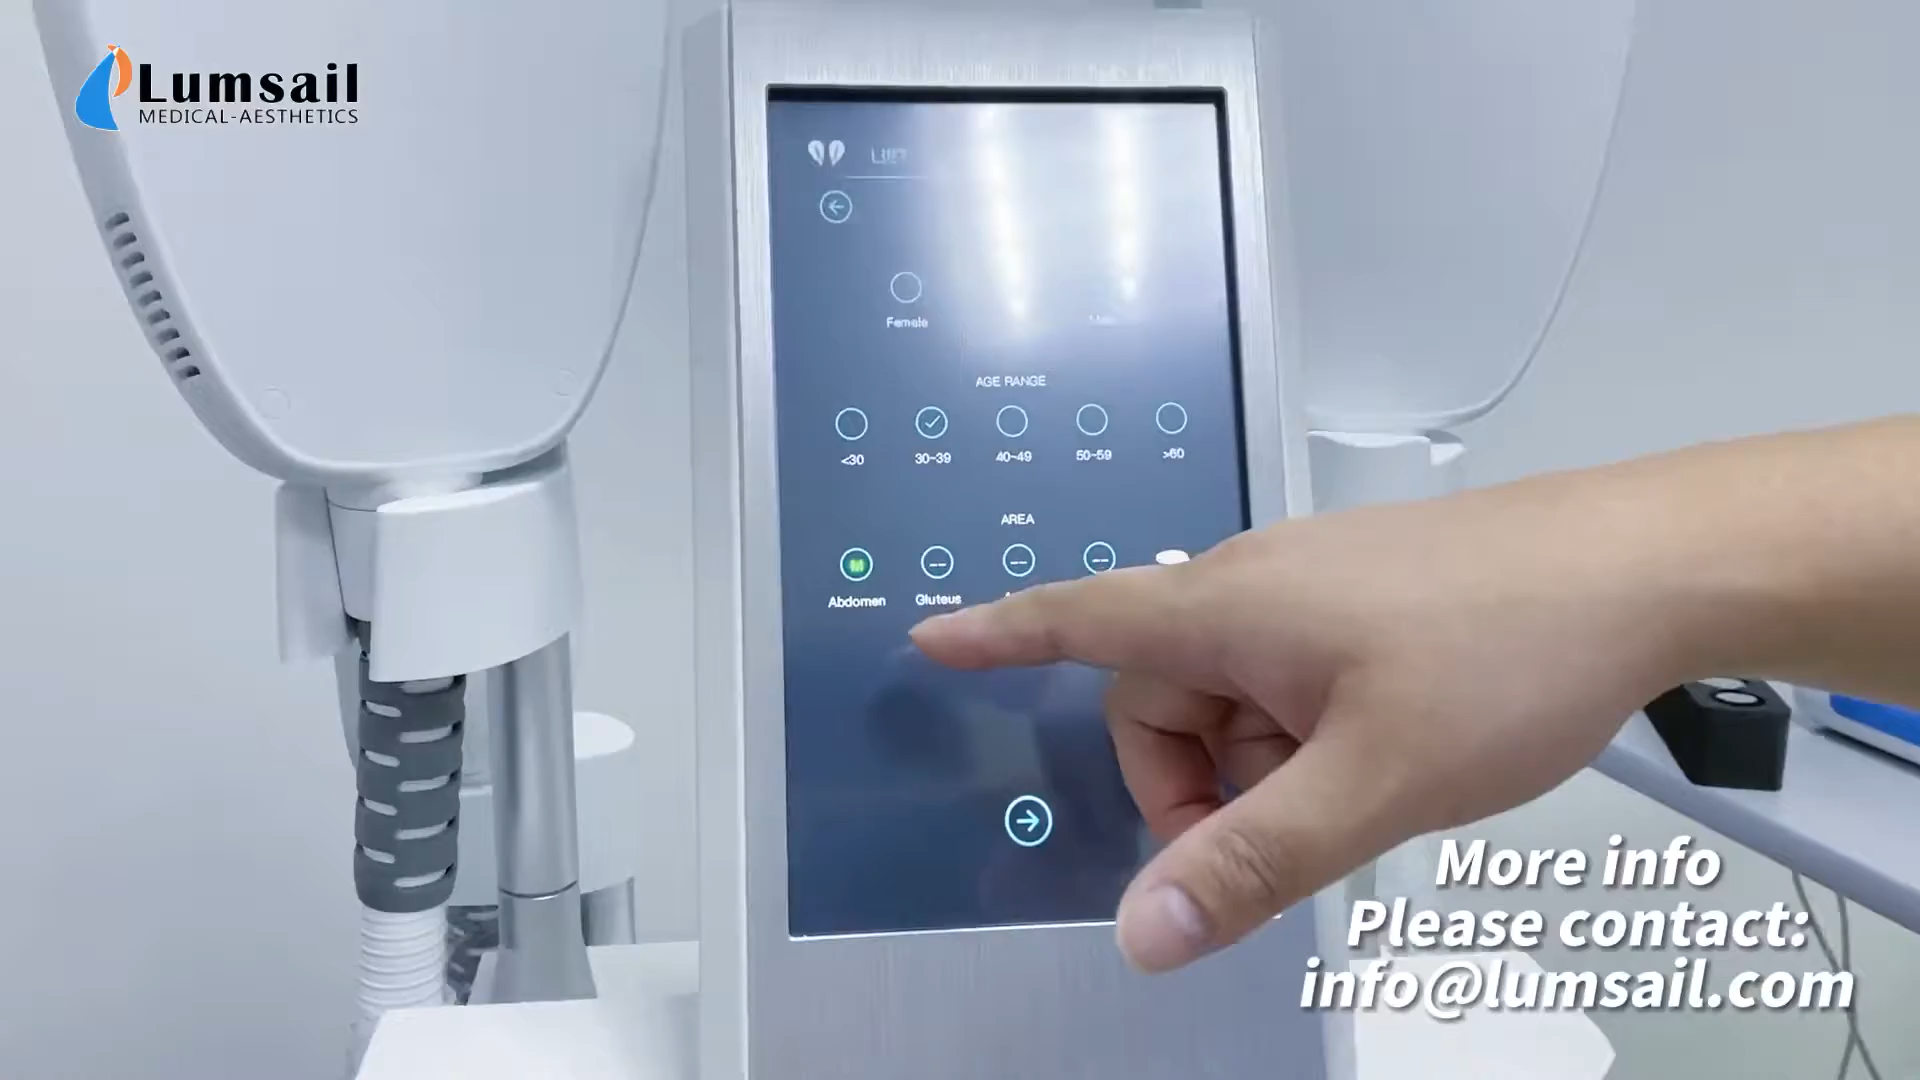 Lumsail
MEDICAL-AESTHETICS
Female
AGE RANGE
<30 30-39 40-49 50-59 >60
AREA
Abdomen Gluteus
More info
Please contact:
info@lumsail.com